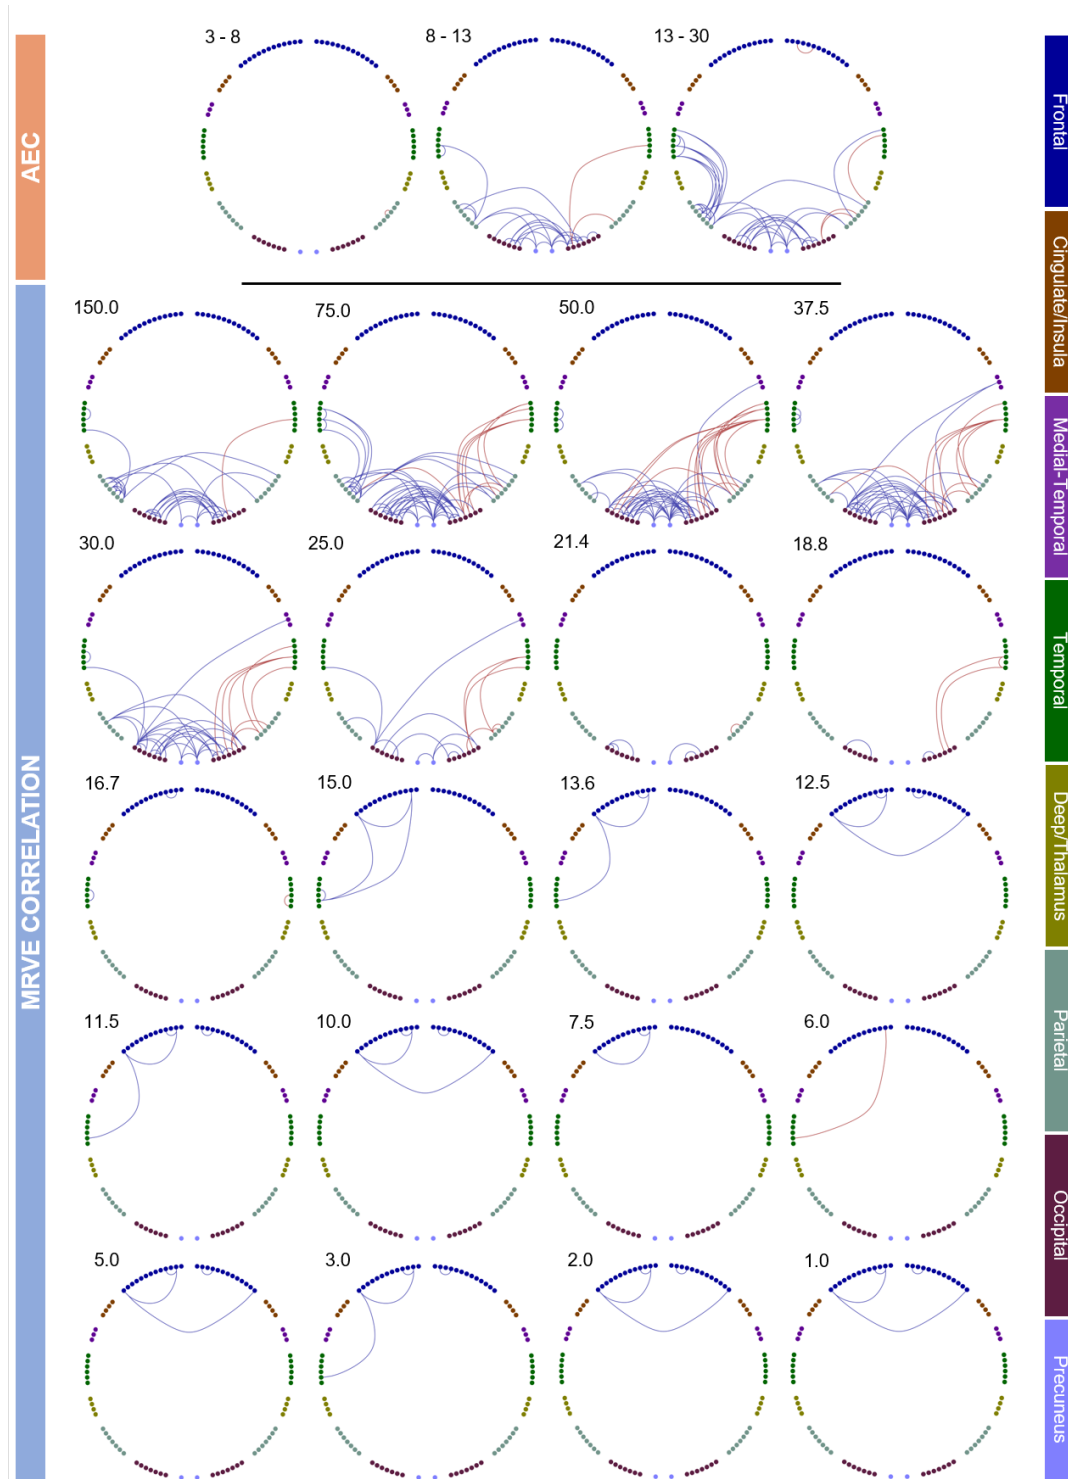 3 - 8
8 - 13
13 - 30
AEC
150.0
75.0
50.0
37.5
30.0
25.0
21.4
18.8
16.7
15.0
13.6
12.5
11.5
10.0
7.5
6.0
5.0
3.0
2.0
1.0
MRVE CORRELATION
Frontal
Cingulate/Insula
Medial-Temporal
Temporal
Deep/Thalamus
Parietal
Occipital
Precuneus